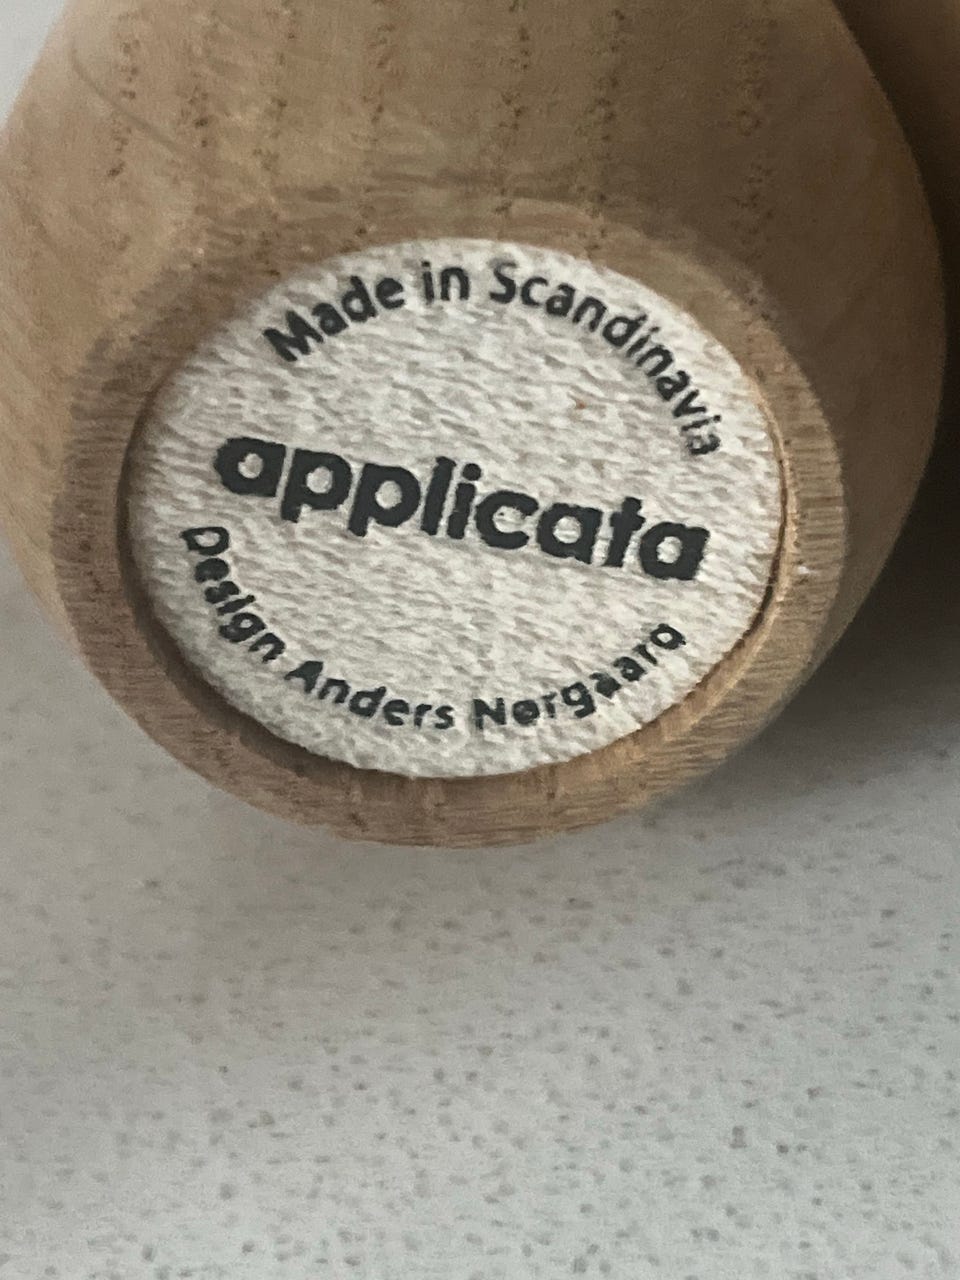 Made in Scandinavia
applicata
Design Anders Nørgaard